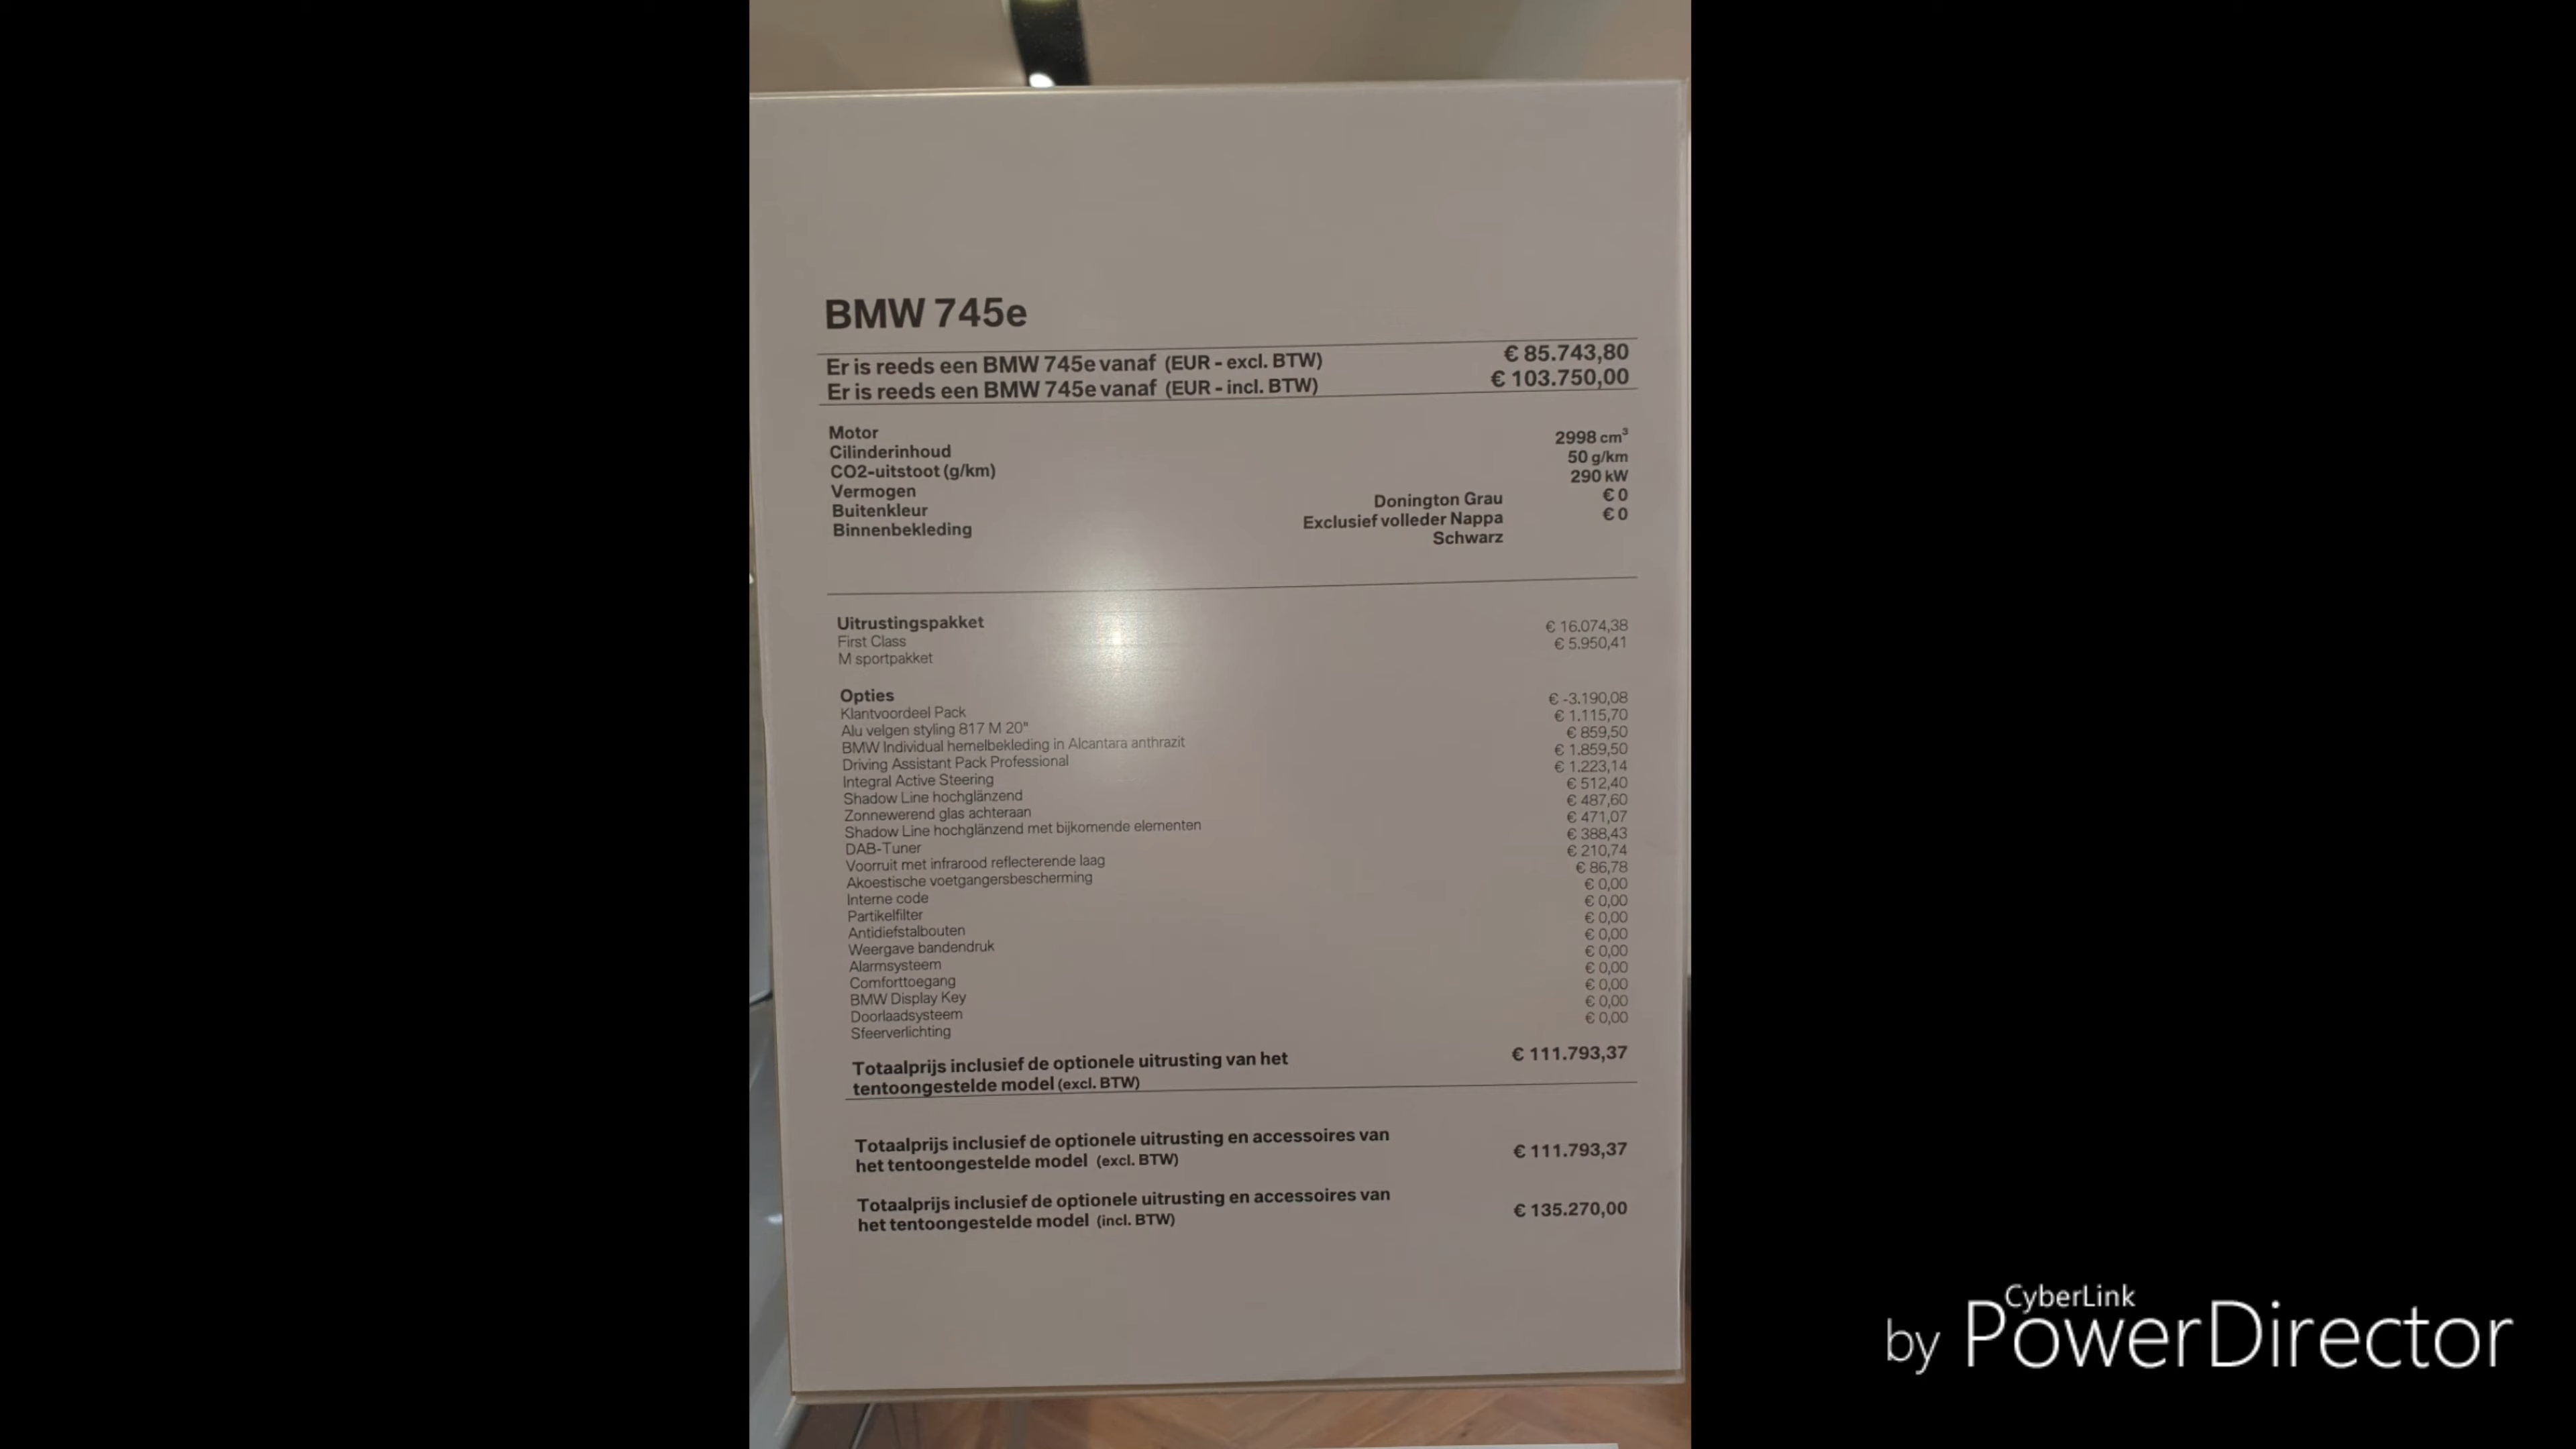 BMW 745e
Er is reeds een BMW 745e vanaf (EUR - excl. BTW) € 85.743,80
Er is reeds een BMW 745e vanaf (EUR - incl. BTW) € 103.750,00
Motor
Cilinderinhoud 2998 cm³
CO2-uitstoot (g/km) 50 g/km
Vermogen 290 kW
Buitenkleur Donington Grau € 0
Binnenbekleding Exclusief volleder Nappa € 0
Schwarz
Uitrustingspakket
First Class € 16.074,38
M sportpakket € 5.950,41
Opties
Klantvoordeel Pack € -3.190,08
Alu velgen styling 817 M 20" € 1.115,70
BMW Individual hemelbekleding in Alcantara anthrazit € 859,50
Driving Assistant Pack Professional € 1.859,50
Integral Active Steering € 1.223,14
Shadow Line hochglänzend € 512,40
Zonnewerend glas achteraan € 487,60
Shadow Line hochglänzend met bijkomende elementen € 471,07
DAB-Tuner € 388,43
Voorruit met infrarood reflecterende laag € 210,74
Akoestische voetgangersbescherming € 86,78
Interne code € 0,00
Partikelfilter € 0,00
Antidiefstalbouten € 0,00
Weergave bandendruk € 0,00
Alarmsysteem € 0,00
Comforttoegang € 0,00
BMW Display Key € 0,00
Doorlaadsysteem € 0,00
Sfeerverlichting € 0,00
Totaalprijs inclusief de optionele uitrusting van het
tentoongestelde model (excl. BTW) € 111.793,37
Totaalprijs inclusief de optionele uitrusting en accessoires van
het tentoongestelde model (excl. BTW) € 111.793,37
Totaalprijs inclusief de optionele uitrusting en accessoires van
het tentoongestelde model (incl. BTW) € 135.270,00
by CyberLink
PowerDirector